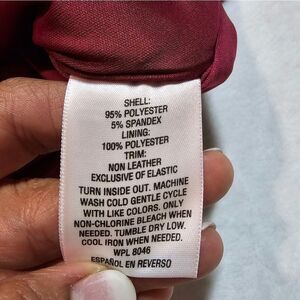 SHELL:
95% POLYESTER
5% SPANDEX
LINING:
100% POLYESTER
TRIM:
NON LEATHER
EXCLUSIVE OF ELASTIC
TURN INSIDE OUT. MACHINE
WASH COLD GENTLE CYCLE
WITH LIKE COLORS. ONLY
NON-CHLORINE BLEACH WHEN
NEEDED. TUMBLE DRY LOW.
COOL IRON WHEN NEEDED.
WPL 8046
ESPAÑOL EN REVERSO